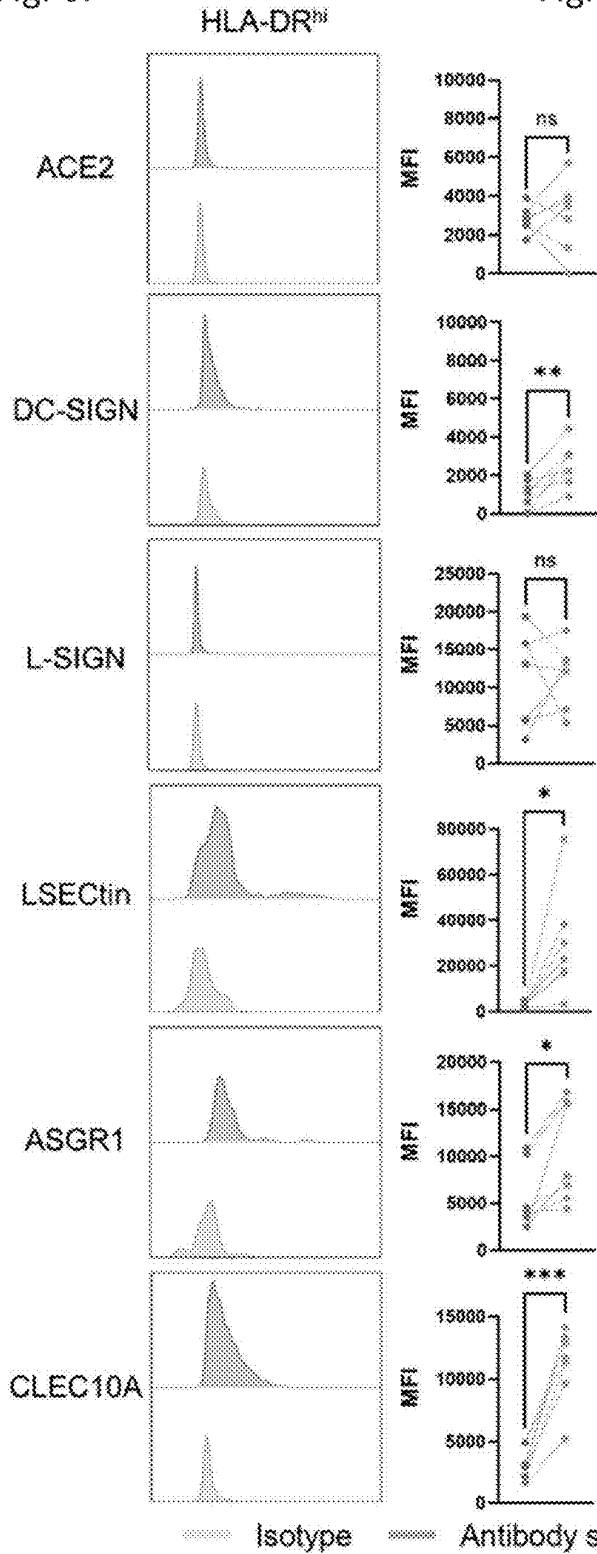 HLA-DRhi
ACE2
MFI
10000
8000
6000
4000
2000
0
ns
DC-SIGN
MFI
10000
8000
6000
4000
2000
0
**
L-SIGN
MFI
25000
20000
15000
10000
5000
0
ns
LSECtin
MFI
80000
60000
40000
20000
0
*
ASGR1
MFI
20000
15000
10000
5000
0
*
CLEC10A
MFI
15000
10000
5000
0
***
Isotype
Antibody s